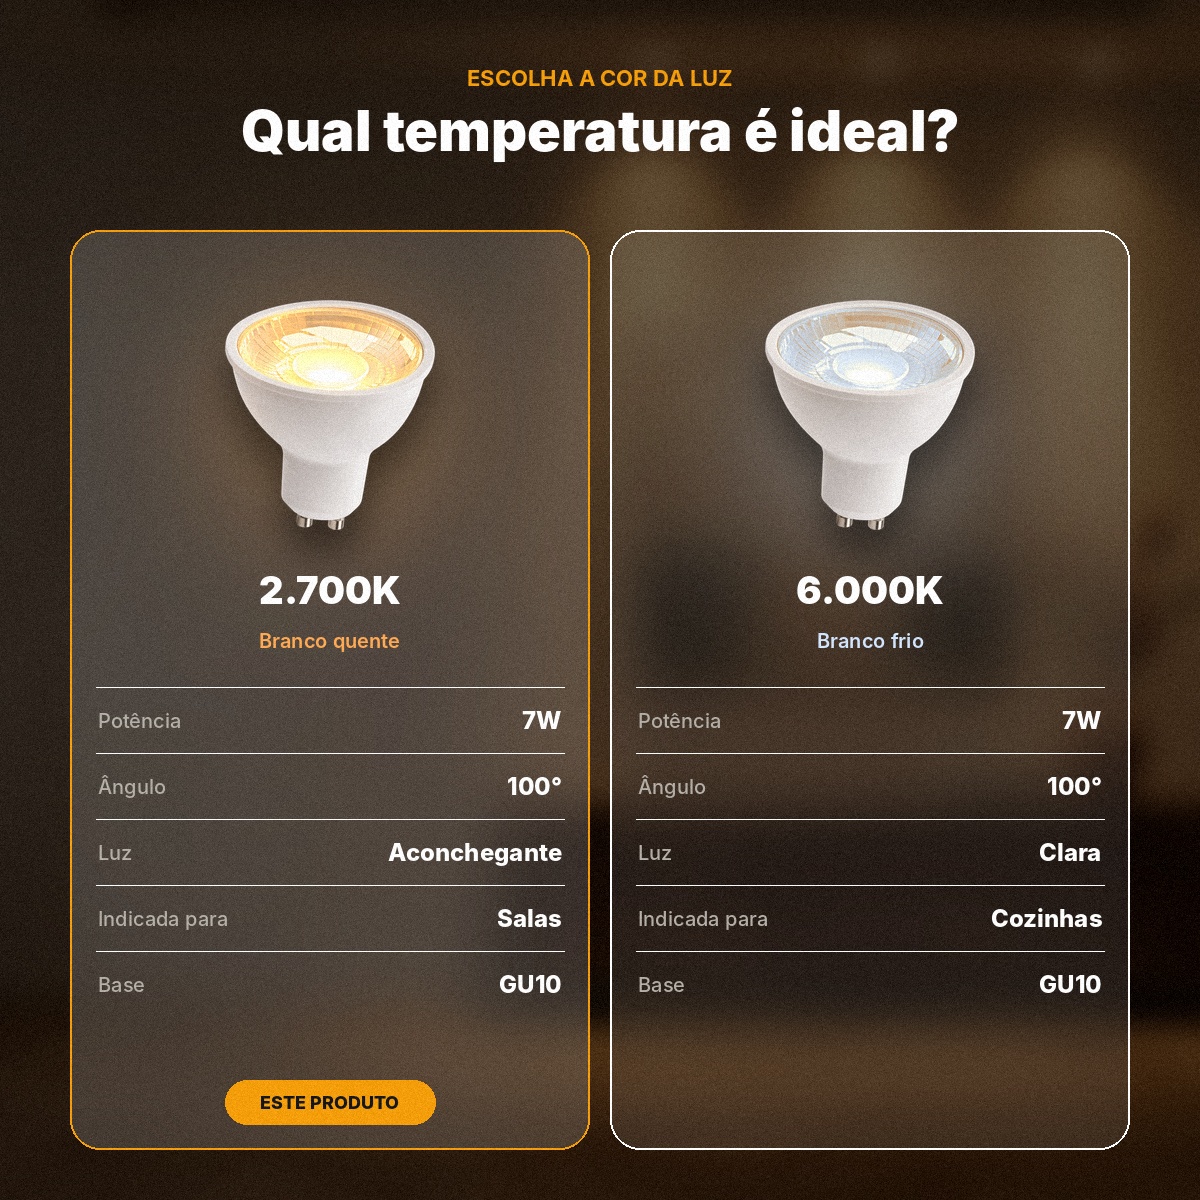 ESCOLHA A COR DA LUZ
Qual temperatura é ideal?
2.700K
Branco quente
Potência 7W
Ângulo 100°
Luz Aconchegante
Indicada para Salas
Base GU10
ESTE PRODUTO
6.000K
Branco frio
Potência 7W
Ângulo 100°
Luz Clara
Indicada para Cozinhas
Base GU10